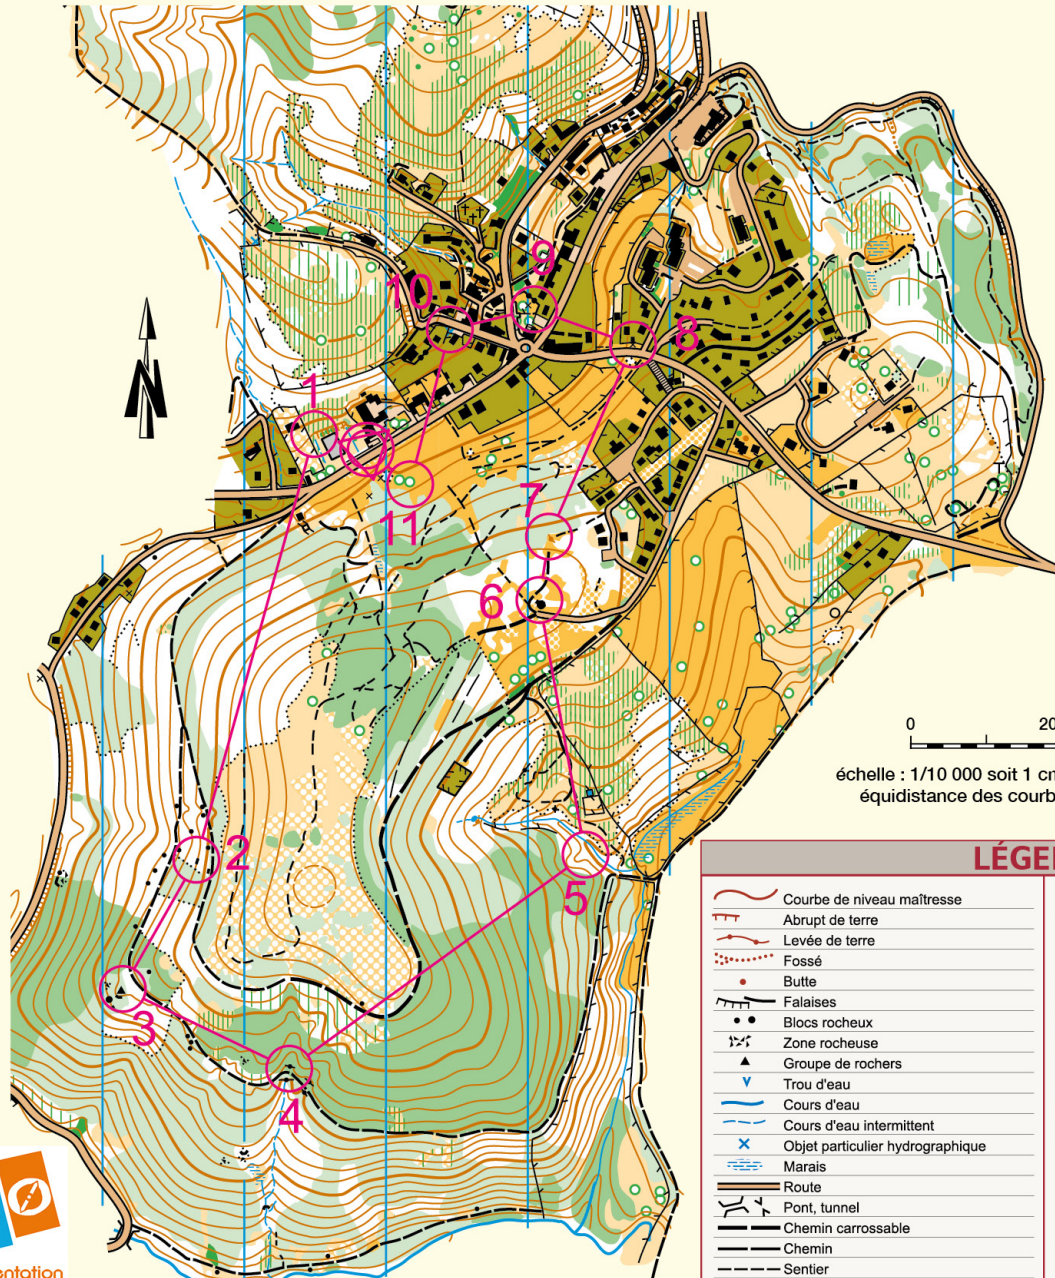 9
10
8
1
N
11
7
6
0 20
échelle : 1/10 000 soit 1 cm
équidistance des courb
2
5
3
4
LÉGE
Courbe de niveau maîtresse
Abrupt de terre
Levée de terre
Fossé
Butte
Falaises
Blocs rocheux
Zone rocheuse
Groupe de rochers
Trou d'eau
Cours d'eau
Cours d'eau intermittent
Objet particulier hydrographique
Marais
Route
Pont, tunnel
Chemin carrossable
Chemin
Sentier
entation